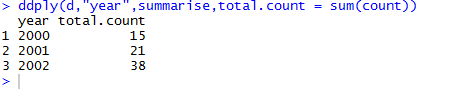 > ddply(d,"year",summarise,total.count = sum(count))
  year total.count
1 2000          15
2 2001          21
3 2002          38
>